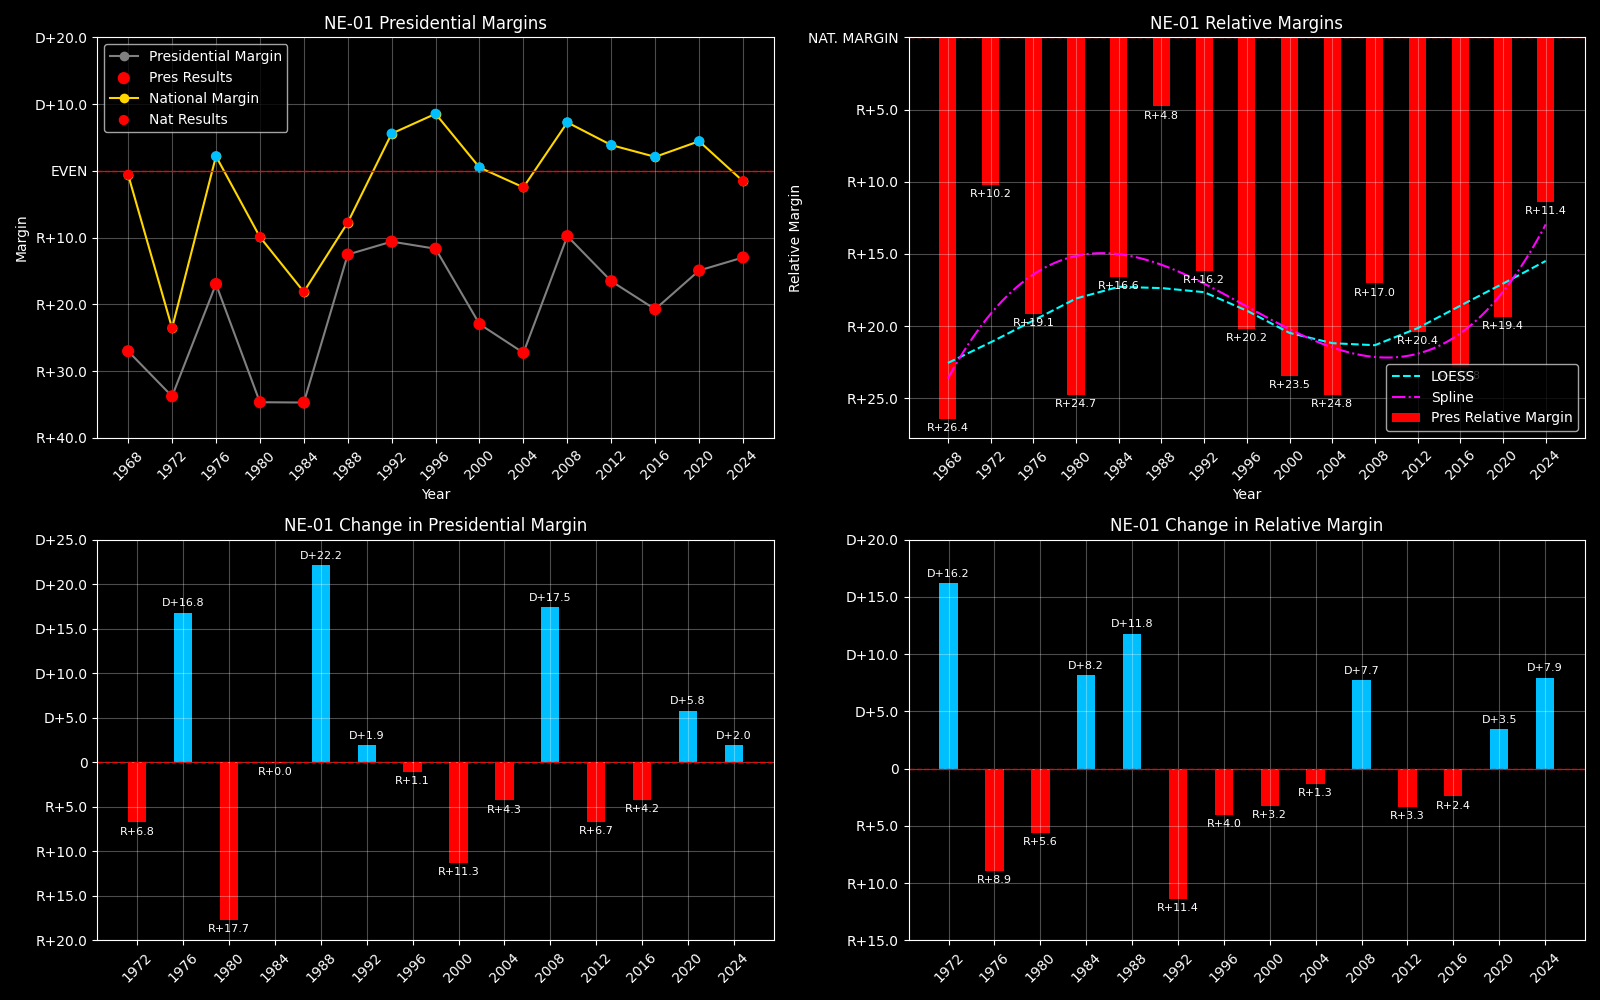 NE-01 Presidential Margins
D+20.0
D+10.0
EVEN
R+10.0
R+20.0
R+30.0
R+40.0
Margin
Presidential Margin
Pres Results
National Margin
Nat Results
1968
1972
1976
1980
1984
1988
1992
1996
2000
2004
2008
2012
2016
2020
2024
Year
NE-01 Relative Margins
NAT. MARGIN
R+5.0
R+10.0
R+15.0
R+20.0
R+25.0
Relative Margin
R+26.4
R+10.2
R+19.1
R+24.7
R+16.6
R+4.8
R+16.2
R+20.2
R+23.5
R+24.8
R+17.0
R+20.4
R+19.4
R+11.4
LOESS
Spline
Pres Relative Margin
1968
1972
1976
1980
1984
1988
1992
1996
2000
2004
2008
2012
2016
2020
2024
Year
NE-01 Change in Presidential Margin
D+25.0
D+20.0
D+15.0
D+10.0
D+5.0
0
R+5.0
R+10.0
R+15.0
R+20.0
R+6.8
D+16.8
R+17.7
R+0.0
D+22.2
D+1.9
R+1.1
R+11.3
R+4.3
D+17.5
R+6.7
R+4.2
D+5.8
D+2.0
1972
1976
1980
1984
1988
1992
1996
2000
2004
2008
2012
2016
2020
2024
NE-01 Change in Relative Margin
D+20.0
D+15.0
D+10.0
D+5.0
0
R+5.0
R+10.0
R+15.0
D+16.2
R+8.9
R+5.6
D+8.2
D+11.8
R+11.4
R+4.0
R+3.2
R+1.3
D+7.7
R+3.3
R+2.4
D+3.5
D+7.9
1972
1976
1980
1984
1988
1992
1996
2000
2004
2008
2012
2016
2020
2024